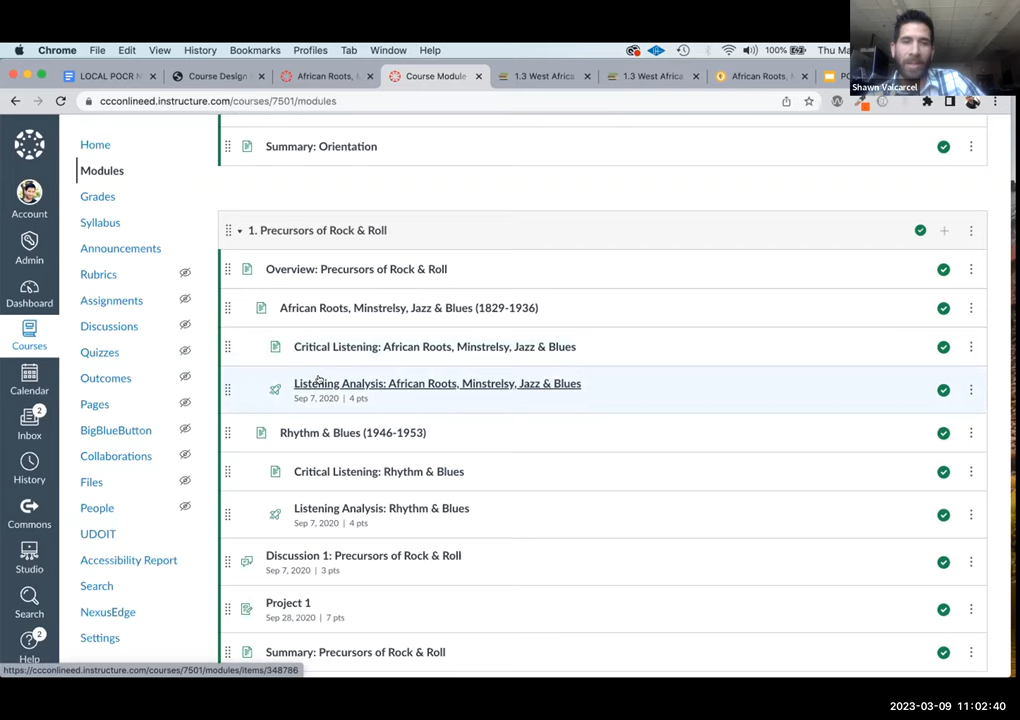 Chrome File Edit View History Bookmarks Profiles Tab Window Help 100% Thu Ma
Shawn Valcarcel
LOCAL POCR N Course Design African Roots, Course Module 1.3 West Africa 1.3 West Africa African Roots, PO
ccconlineed.instructure.com/courses/7501/modules
Account
Admin
Dashboard
Courses
Calendar
2
Inbox
History
Commons
Studio
Search
2
Help
Home
Modules
Grades
Syllabus
Announcements
Rubrics
Assignments
Discussions
Quizzes
Outcomes
Pages
BigBlueButton
Collaborations
Files
People
UDOIT
Accessibility Report
Search
NexusEdge
Settings
Summary: Orientation
1. Precursors of Rock & Roll
Overview: Precursors of Rock & Roll
African Roots, Minstrelsy, Jazz & Blues (1829-1936)
Critical Listening: African Roots, Minstrelsy, Jazz & Blues
Listening Analysis: African Roots, Minstrelsy, Jazz & Blues
Sep 7, 2020 | 4 pts
Rhythm & Blues (1946-1953)
Critical Listening: Rhythm & Blues
Listening Analysis: Rhythm & Blues
Sep 7, 2020 | 4 pts
Discussion 1: Precursors of Rock & Roll
Sep 7, 2020 | 3 pts
Project 1
Sep 28, 2020 | 7 pts
Summary: Precursors of Rock & Roll
https://ccconlineed.instructure.com/courses/7501/modules/items/348786
2023-03-09 11:02:40